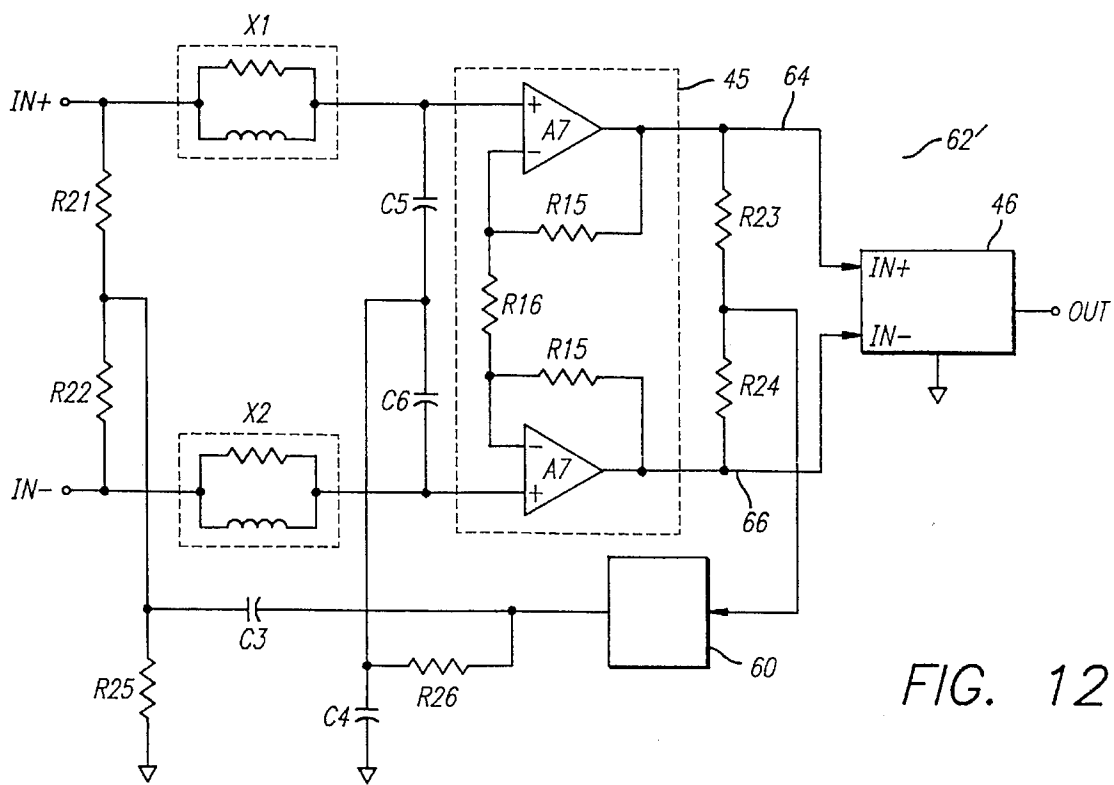 X1
45
64
IN+
A7
62′
R21
C5
R15
R23
46
IN+
R16
OUT
IN−
R22
R15
R24
C6
X2
A7
IN−
66
C3
60
R25
R26
C4
FIG. 12